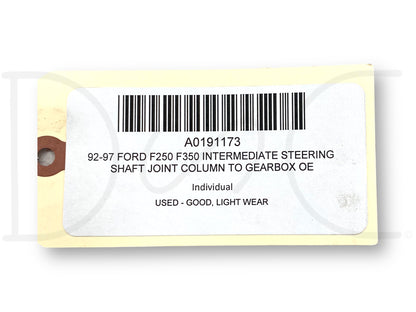 A0191173
92-97 FORD F250 F350 INTERMEDIATE STEERING
SHAFT JOINT COLUMN TO GEARBOX OE
Individual
USED - GOOD, LIGHT WEAR